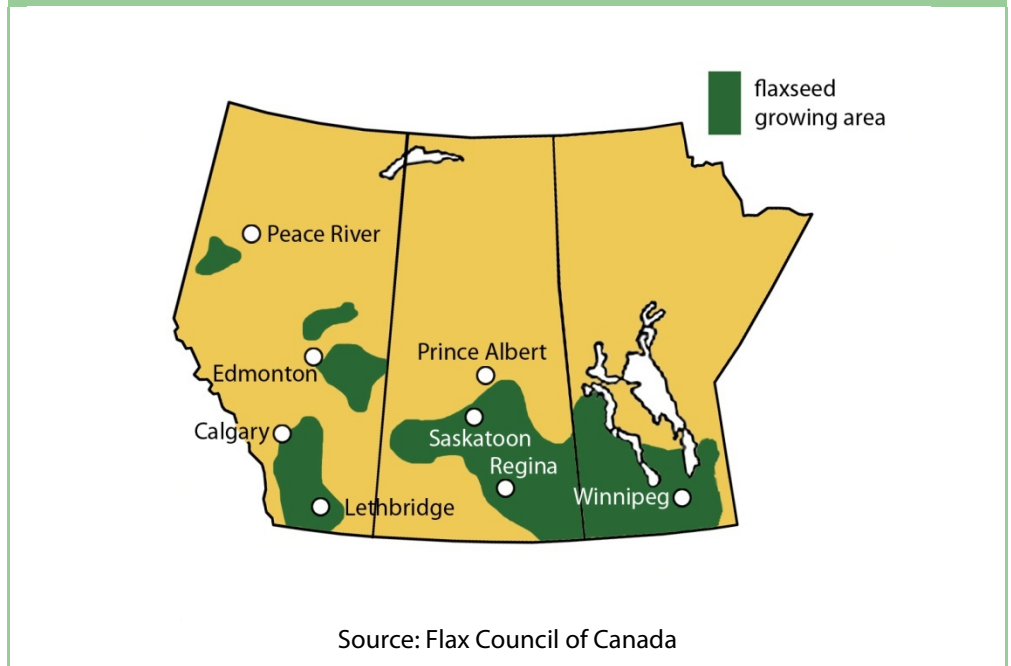 flaxseed
growing area
Peace River
Prince Albert
Edmonton
Calgary
Saskatoon
Regina
Winnipeg
Lethbridge
Source: Flax Council of Canada